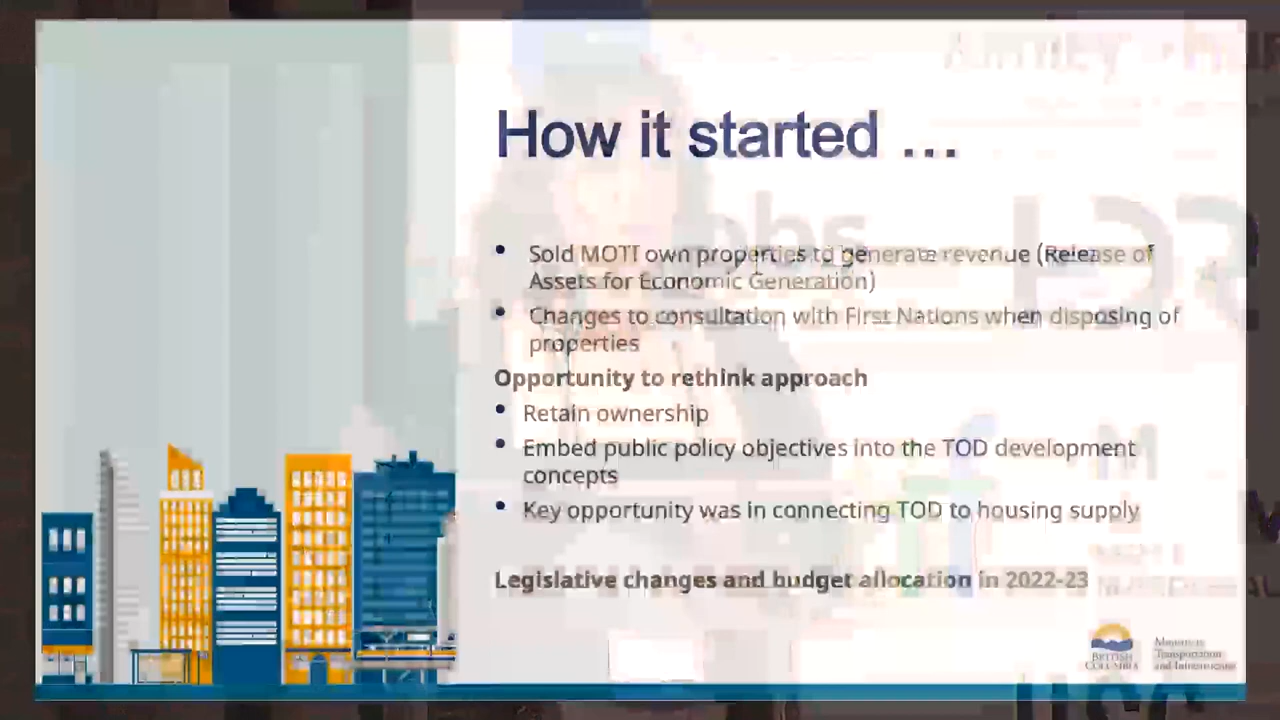 How it started ...
• Sold MOTI own properties to generate revenue (Release of
Assets for Economic Generation)
• Changes to consultation with First Nations when disposing of
properties
Opportunity to rethink approach
• Retain ownership
• Embed public policy objectives into the TOD development
concepts
• Key opportunity was in connecting TOD to housing supply
Legislative changes and budget allocation in 2022-23
BRITISH
COLUMBIA
Ministry of
Transportation
and Infrastructure